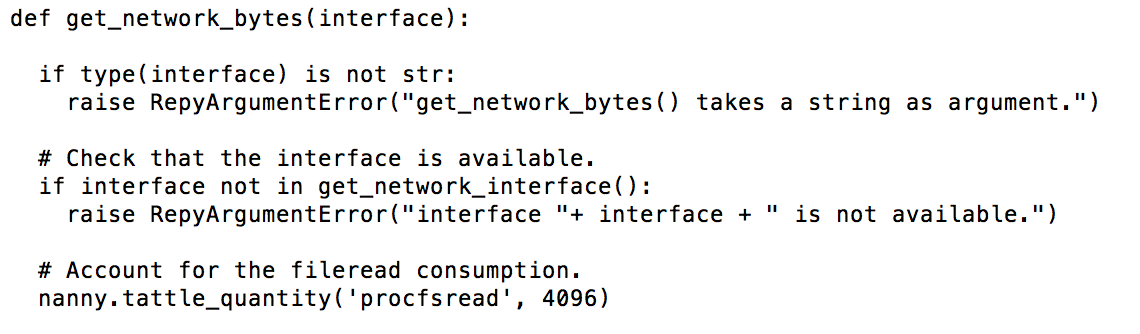 def get_network_bytes(interface):
  if type(interface) is not str:
    raise RepyArgumentError("get_network_bytes() takes a string as argument.")
  # Check that the interface is available.
  if interface not in get_network_interface():
    raise RepyArgumentError("interface "+ interface + " is not available.")
  # Account for the fileread consumption.
  nanny.tattle_quantity('procfsread', 4096)